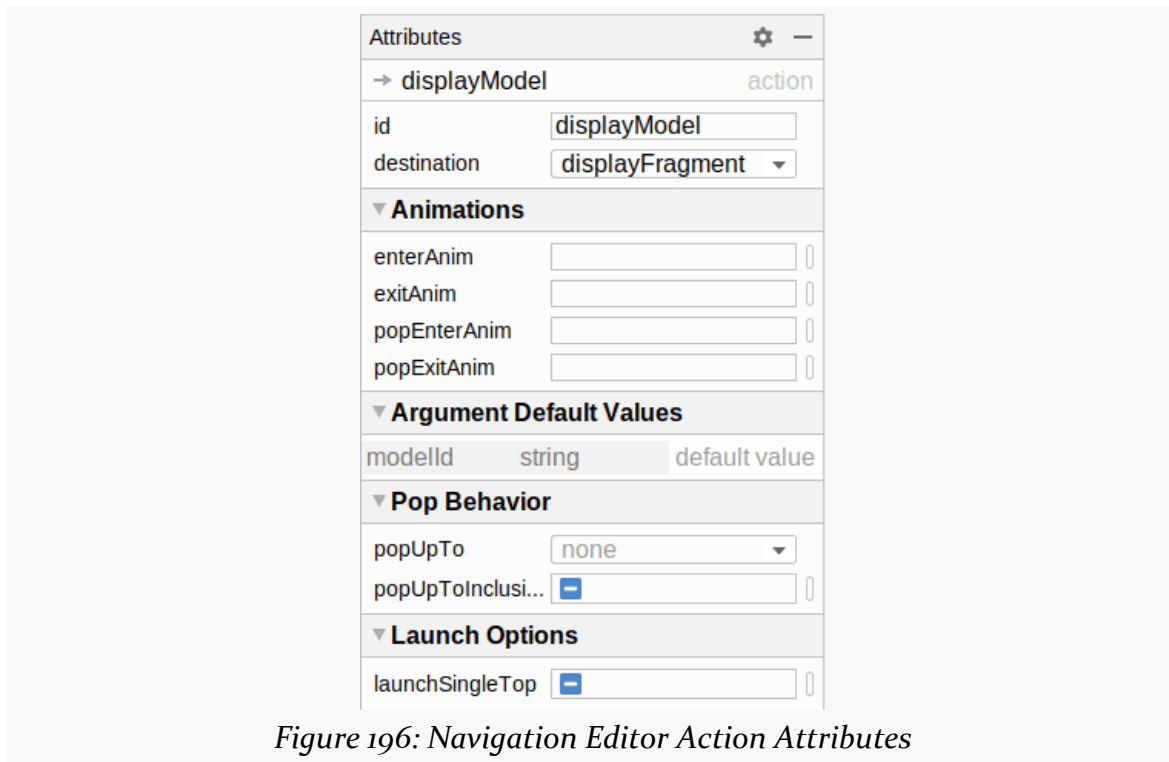 Attributes
displayModel action
id displayModel
destination displayFragment
Animations
enterAnim
exitAnim
popEnterAnim
popExitAnim
Argument Default Values
modelId string default value
Pop Behavior
popUpTo none
popUpToInclusi...
Launch Options
launchSingleTop
Figure 196: Navigation Editor Action Attributes